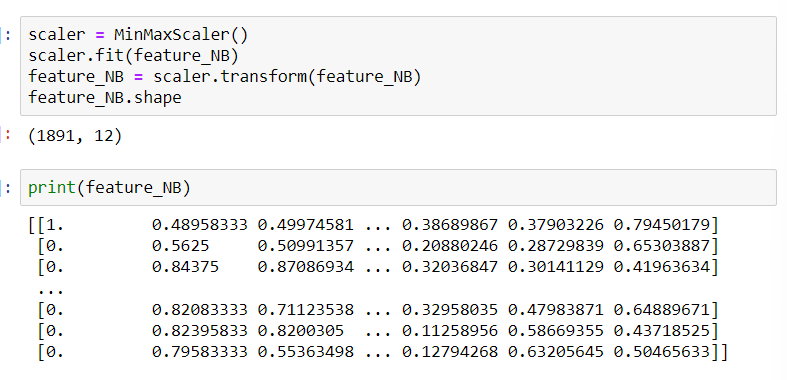 ]: scaler = MinMaxScaler()
scaler.fit(feature_NB)
feature_NB = scaler.transform(feature_NB)
feature_NB.shape
]: (1891, 12)
]: print(feature_NB)
[[1. 0.48958333 0.49974581 ... 0.38689867 0.37903226 0.79450179]
[0. 0.5625 0.50991357 ... 0.20880246 0.28729839 0.65303887]
[0. 0.84375 0.87086934 ... 0.32036847 0.30141129 0.41963634]
...
[0. 0.82083333 0.71123538 ... 0.32958035 0.47983871 0.64889671]
[0. 0.82395833 0.8200305 ... 0.11258956 0.58669355 0.43718525]
[0. 0.79583333 0.55363498 ... 0.12794268 0.63205645 0.50465633]]